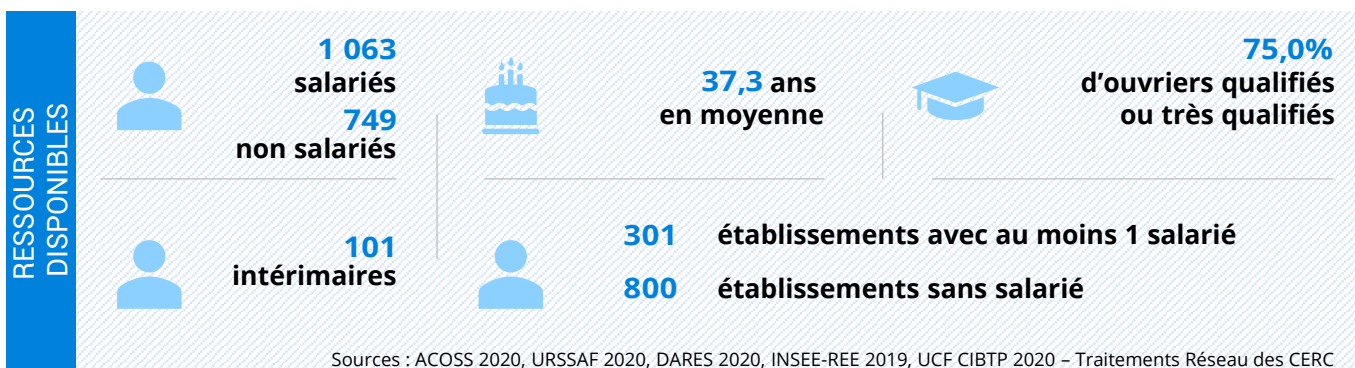 RESSOURCES
DISPONIBLES
1 063
salariés
749
non salariés
37,3 ans
en moyenne
75,0%
d'ouvriers qualifiés
ou très qualifiés
101
intérimaires
301 établissements avec au moins 1 salarié
800 établissements sans salarié
Sources : ACOSS 2020, URSSAF 2020, DARES 2020, INSEE-REE 2019, UCF CIBTP 2020 – Traitements Réseau des CERC